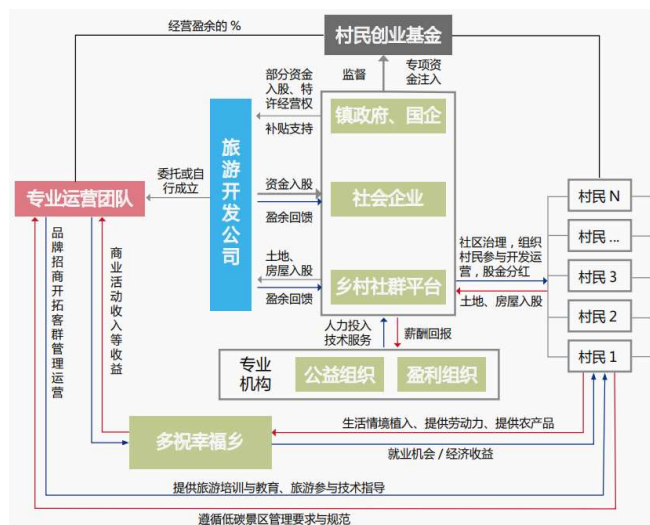 经营盈余的 %
村民创业基金
部分资金
入股、特
许经营权
补贴支持
监督
专项资
金注入
镇政府、国企
旅游开发公司
委托或自
行成立
专业运营团队
资金入股
盈余回馈
社会企业
村民 N
村民 ...
村民 3
村民 2
村民 1
土地、
房屋入股
盈余回馈
乡村社群平台
社区治理，组织
村民参与开发运
营，股金分红
土地、房屋入股
品牌招商开拓客群管理运营
商业活动收入等收益
人力投入
技术服务
薪酬回报
专业
机构
公益组织
盈利组织
多祝幸福乡
生活情境植入、提供劳动力、提供农产品
就业机会 / 经济收益
提供旅游培训与教育、旅游参与技术指导
遵循低碳景区管理要求与规范